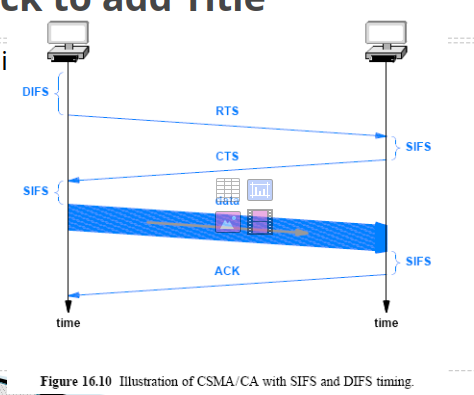 ck to add Title
i
DIFS
RTS
SIFS
CTS
SIFS
data
SIFS
ACK
time
time
Figure 16.10 Illustration of CSMA/CA with SIFS and DIFS timing.